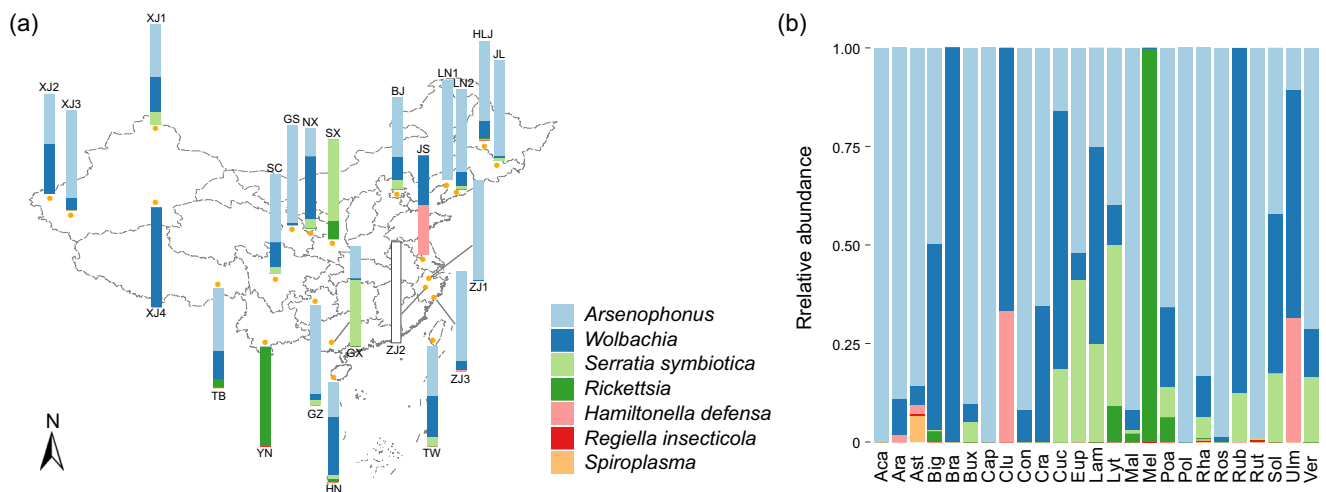 (a)
(b)
XJ1
HLJ
JL
XJ2
XJ3
LN1
LN2
BJ
GS
NX
SX
JS
SC
XJ4
GX
ZJ2
ZJ1
ZJ3
TB
GZ
YN
TW
HN
N
Arsenophonus
Wolbachia
Serratia symbiotica
Rickettsia
Hamiltonella defensa
Regiella insecticola
Spiroplasma
Rrelative abundance
1.00
0.75
0.50
0.25
0
Aca Ara Ast Big Bra Bux Cap Clu Con Cra Cuc Eup Lam Lyt Mal Mel Poa Pol Rha Ros Rub Rut Sol Ulm Ver